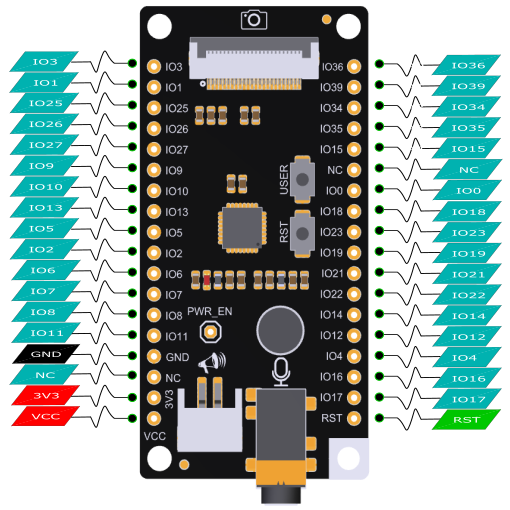 IO3 IO3 IO36 IO36
IO1 IO1 IO39 IO39
IO25 IO25 IO34 IO34
IO26 IO26 IO35 IO35
IO27 IO27 IO15 IO15
IO9 IO9 USER NC NC
IO10 IO10 IO0 IO0
IO13 IO13 IO18 IO18
IO5 IO5 RST IO23 IO23
IO2 IO2 IO19 IO19
IO6 IO6 IO21 IO21
IO7 IO7 IO22 IO22
IO8 IO8 PWR_EN IO14 IO14
IO11 IO11 IO12 IO12
GND GND IO4 IO4
NC NC IO16 IO16
3V3 3V3 IO17 IO17
VCC VCC RST RST